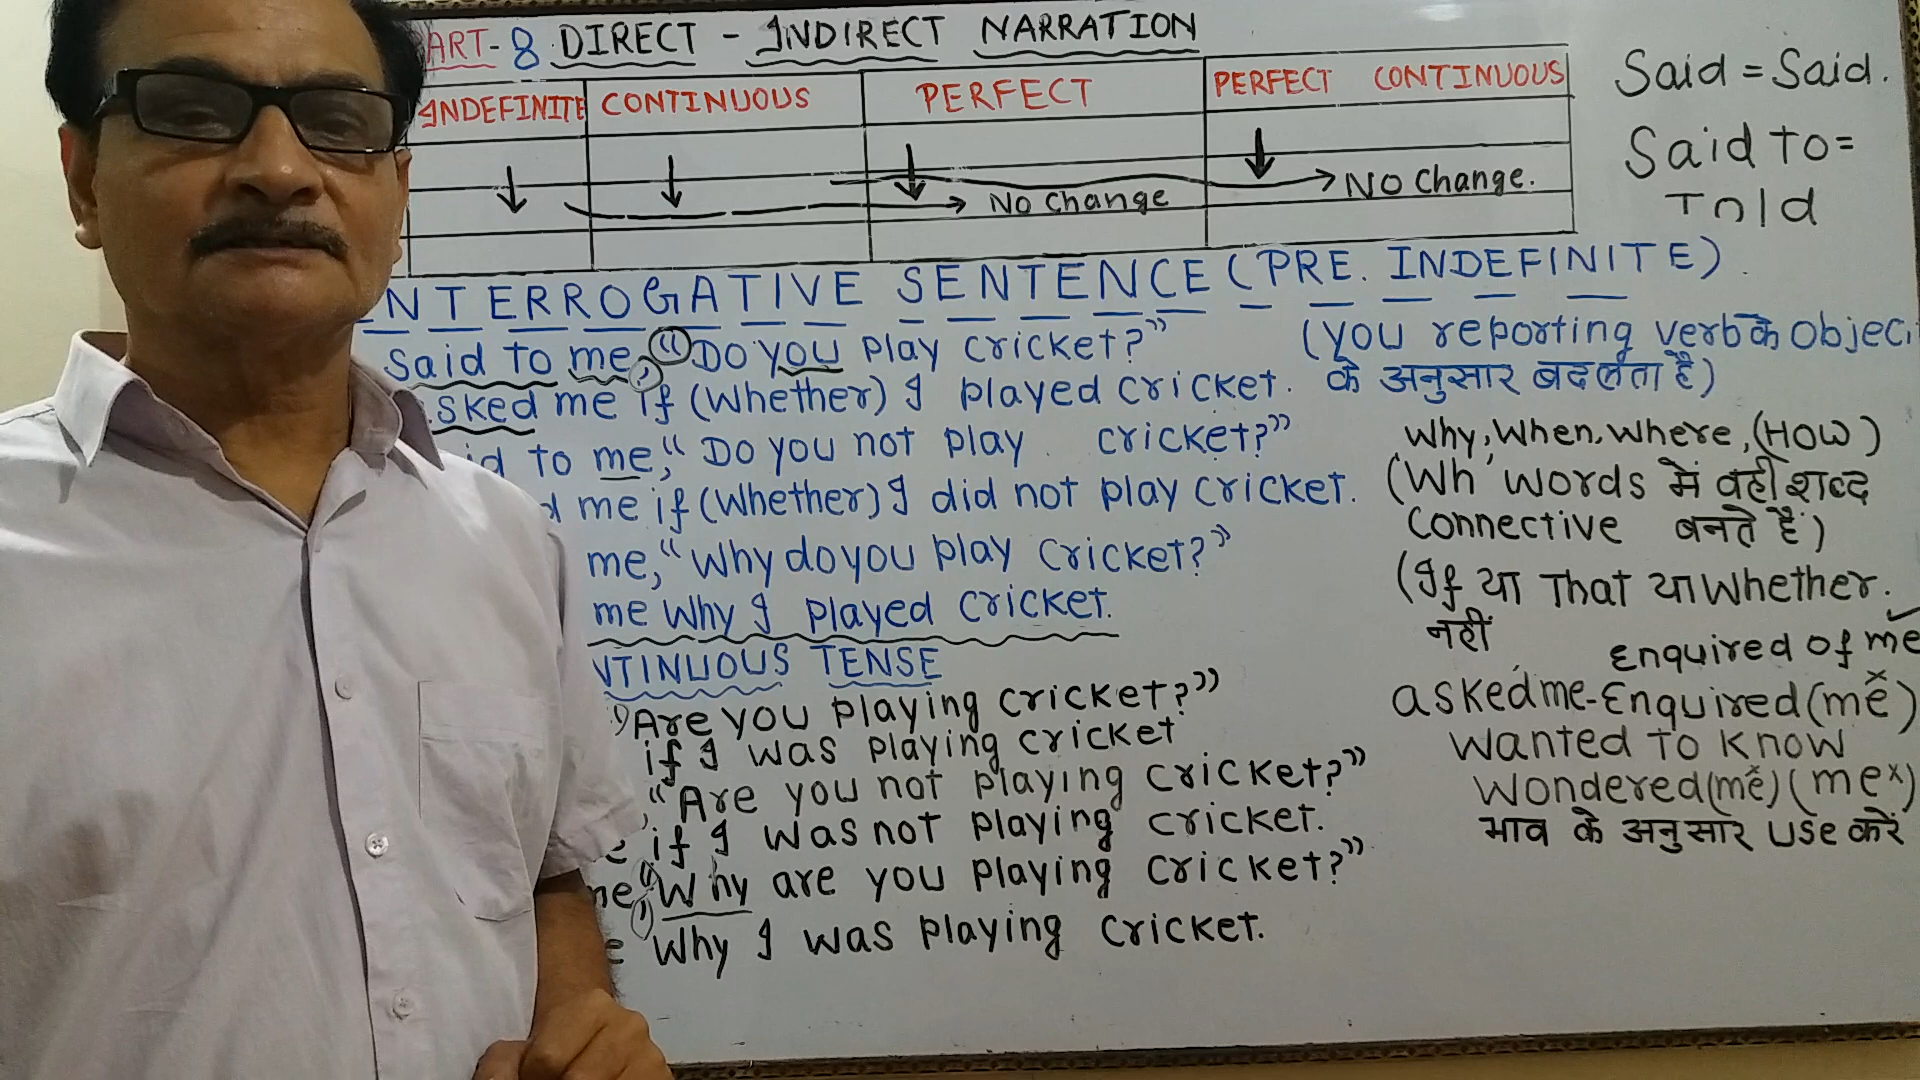 ART-8 DIRECT - INDIRECT NARRATION
INDEFINITE CONTINUOUS PERFECT PERFECT CONTINUOUS
No Change
No Change.
Said = Said.
Said To=
Told
NTERROGATIVE SENTENCE (PRE. INDEFINITE).
Said To me, "Do you play cricket?"
sked me if (Whether) I played cricket.
id to me, "Do you not play cricket?"
d me if (Whether) I did not play cricket.
me, "Why do you play cricket?"
me Why I played cricket.
NTINUOUS TENSE
"Are you playing cricket?"
if I was playing cricket
, "Are you not playing cricket?"
e if I was not playing cricket.
me, "Why are you playing cricket?"
e Why I was playing cricket.
(you reporting verb के objec
के अनुसार बदलता है)
Why, When, Where, (HOW)
(Wh' words में वही शब्द
Connective बनते हैं)
(If या That या Whether.
नहीं
Enquired of me
asked me - Enquired (me x)
Wanted To know
Wondered (me x) (me x)
भाव के अनुसार use करें